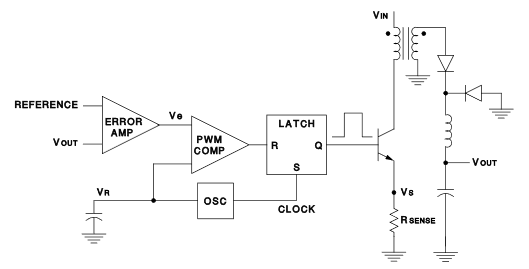 VIN
REFERENCE
VOUT
ERROR
AMP
Ve
PWM
COMP
LATCH
R
Q
S
VR
OSC
CLOCK
VS
RSENSE
VOUT